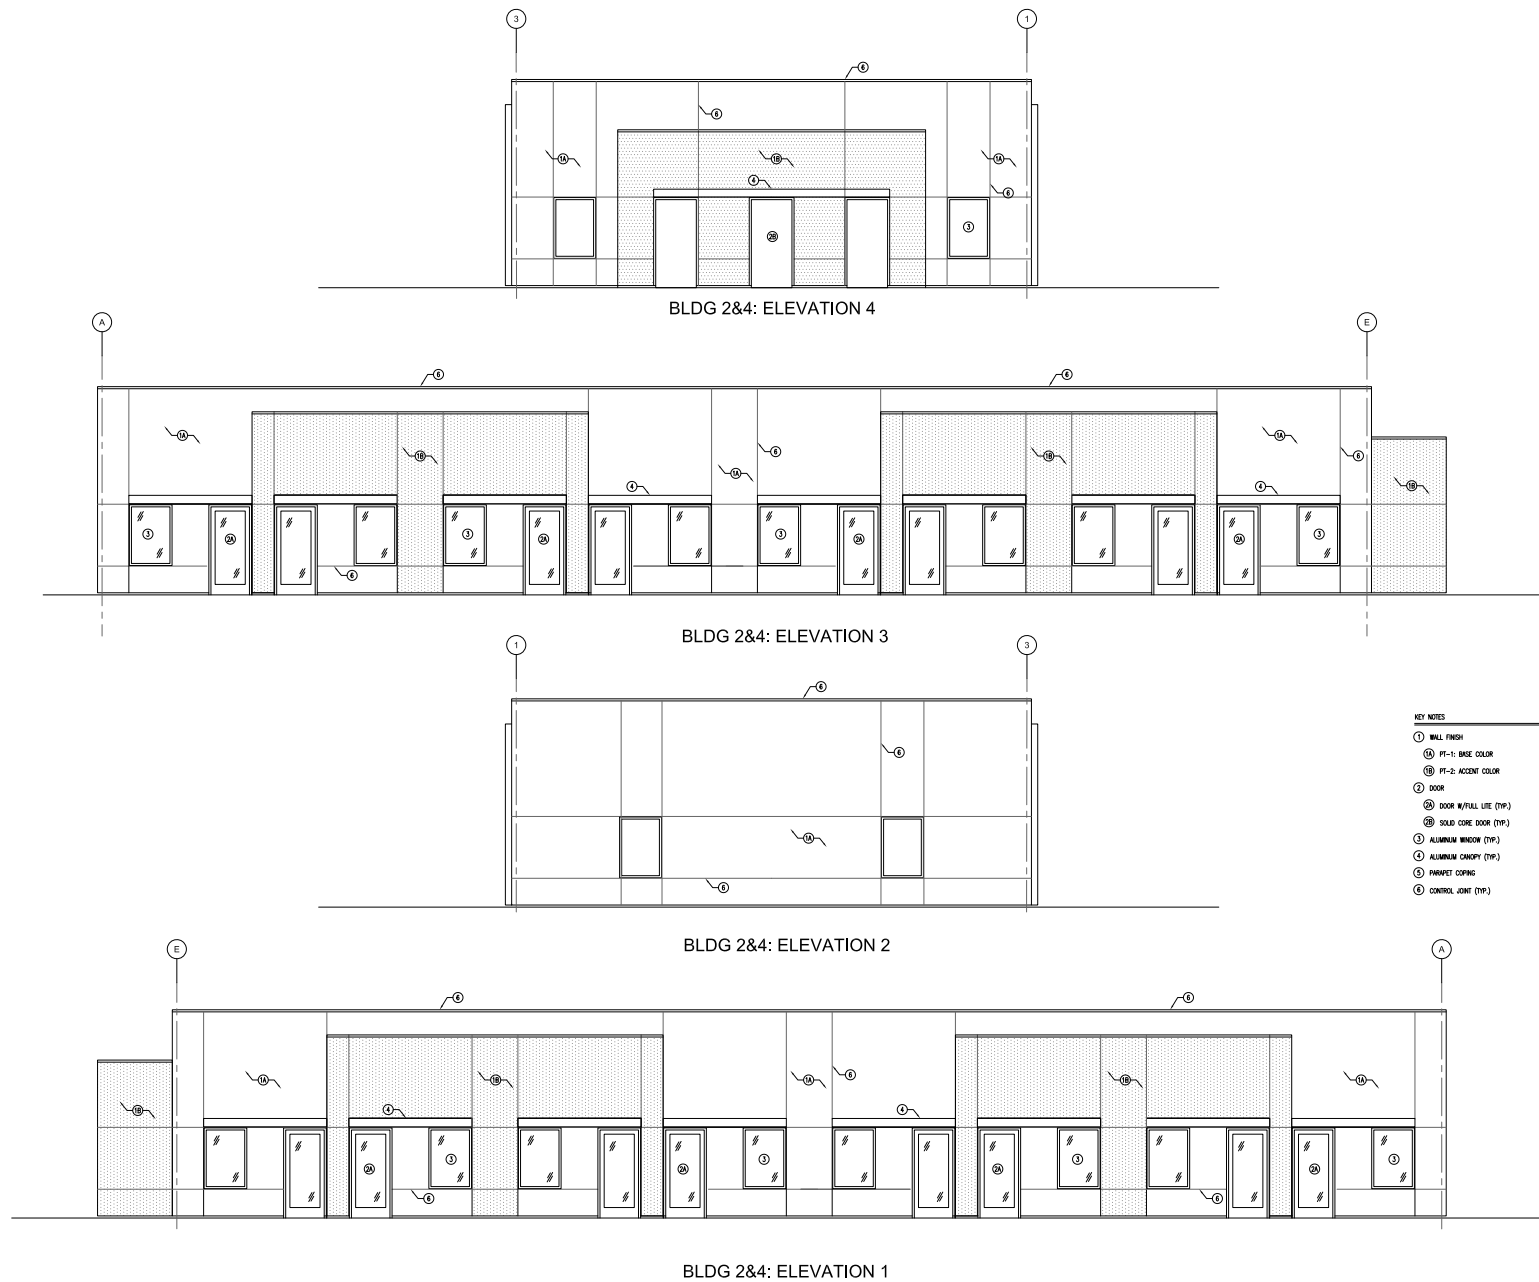 3 1
6
6
1A 1B 1A
4
6
3
2B
BLDG 2&4: ELEVATION 4
A E
6 6
1A 1A
6 6
1B 1B
1A
4 4 1B
3 2A 3 2A 3 2A 2A 3
6
BLDG 2&4: ELEVATION 3
1 3
6
6
1A
6
BLDG 2&4: ELEVATION 2
KEY NOTES
1 WALL FINISH
1A PT-1: BASE COLOR
1B PT-2: ACCENT COLOR
2 DOOR
2A DOOR W/FULL LITE (TYP.)
2B SOLID CORE DOOR (TYP.)
3 ALUMINUM WINDOW (TYP.)
4 ALUMINUM CANOPY (TYP.)
5 PARAPET COPING
6 CONTROL JOINT (TYP.)
E A
6 6
6
1A 1B 1A 1B 1A
1B 4 4
3 3 3 3
2A 2A 2A 2A
6 6
BLDG 2&4: ELEVATION 1